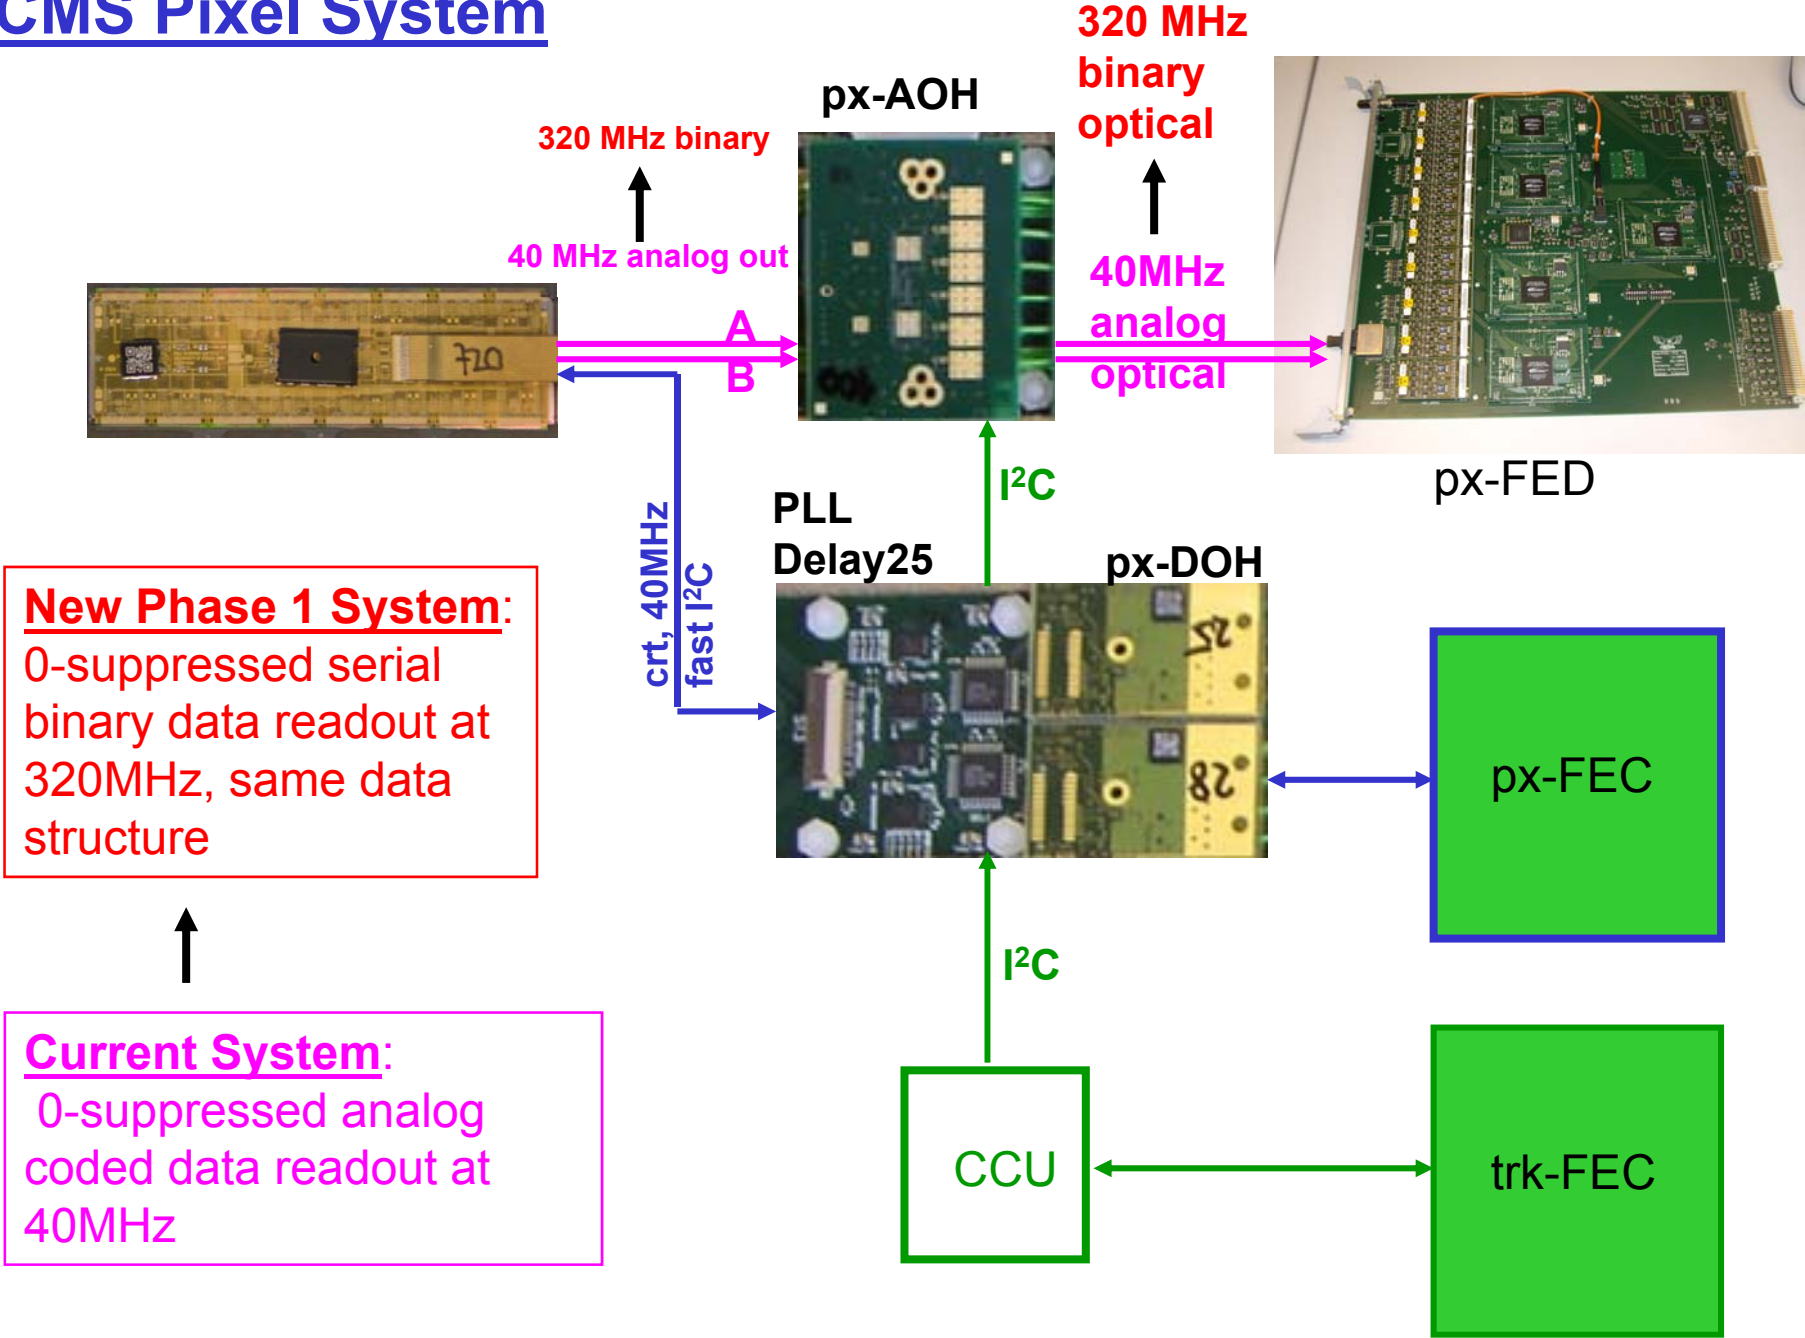 CMS Pixel System
320 MHz
binary
optical
px-AOH
320 MHz binary
40 MHz analog out
40MHz
analog
optical
A
B
px-FED
I²C
PLL
Delay25
px-DOH
crt, 40MHz
fast I²C
New Phase 1 System:
0-suppressed serial
binary data readout at
320MHz, same data
structure
px-FEC
28
I²C
Current System:
0-suppressed analog
coded data readout at
40MHz
CCU
trk-FEC